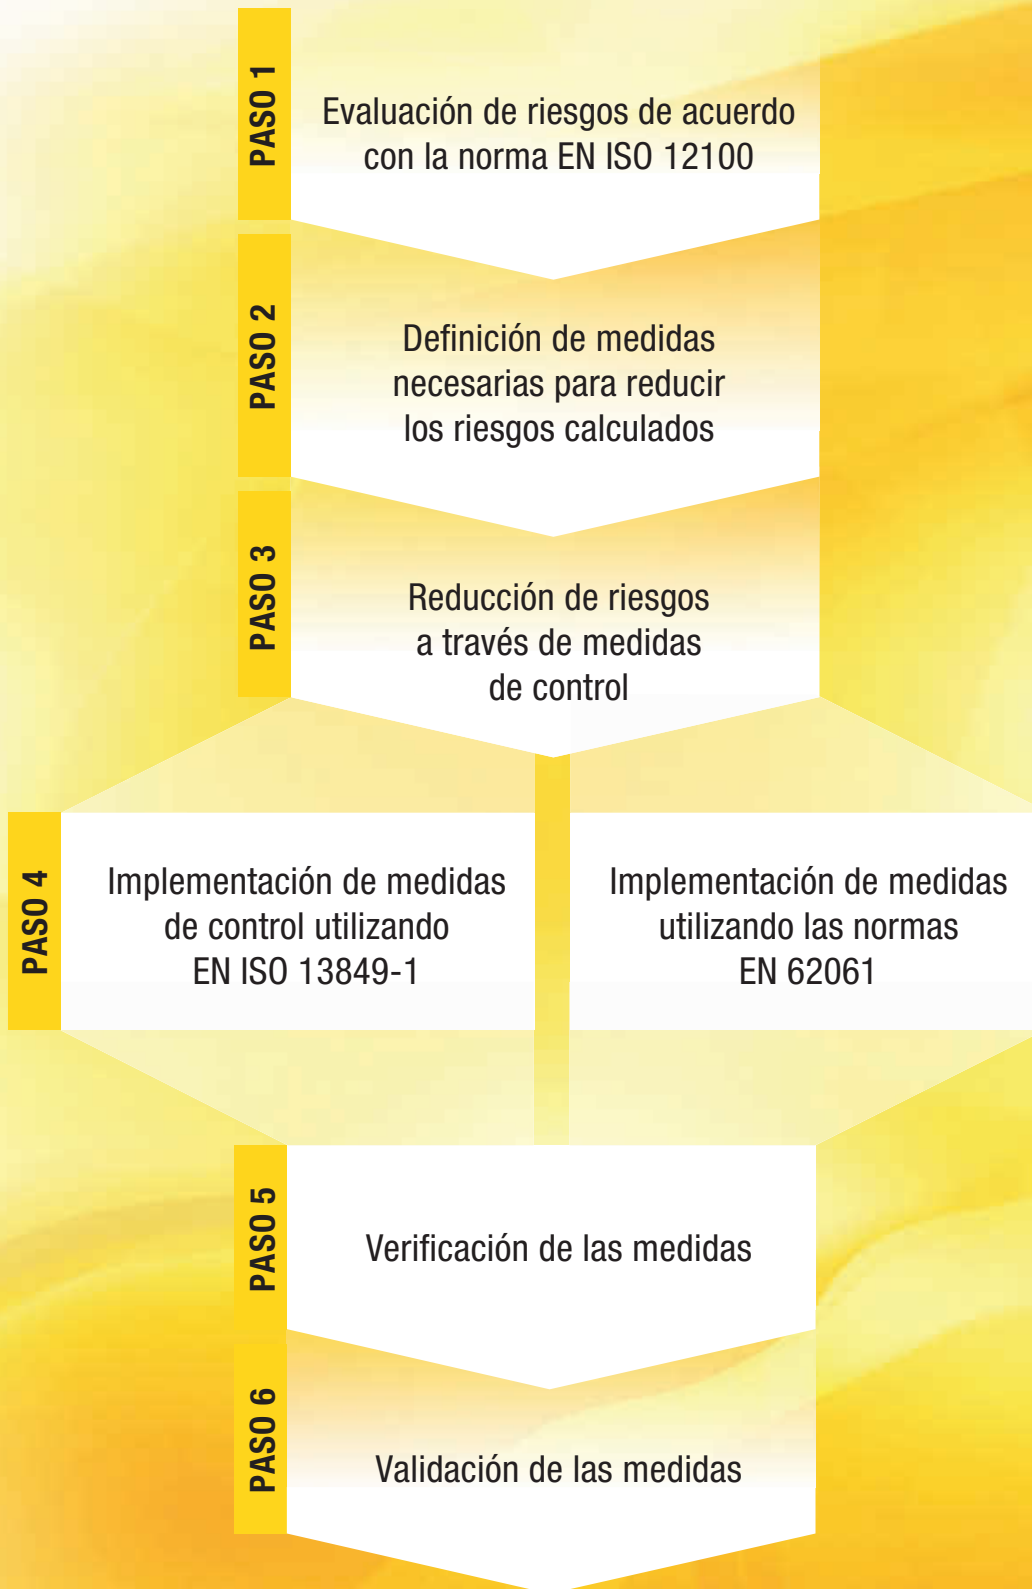 PASO 1
Evaluación de riesgos de acuerdo
con la norma EN ISO 12100
PASO 2
Definición de medidas
necesarias para reducir
los riesgos calculados
PASO 3
Reducción de riesgos
a través de medidas
de control
PASO 4
Implementación de medidas
de control utilizando
EN ISO 13849-1
Implementación de medidas
utilizando las normas
EN 62061
PASO 5
Verificación de las medidas
PASO 6
Validación de las medidas